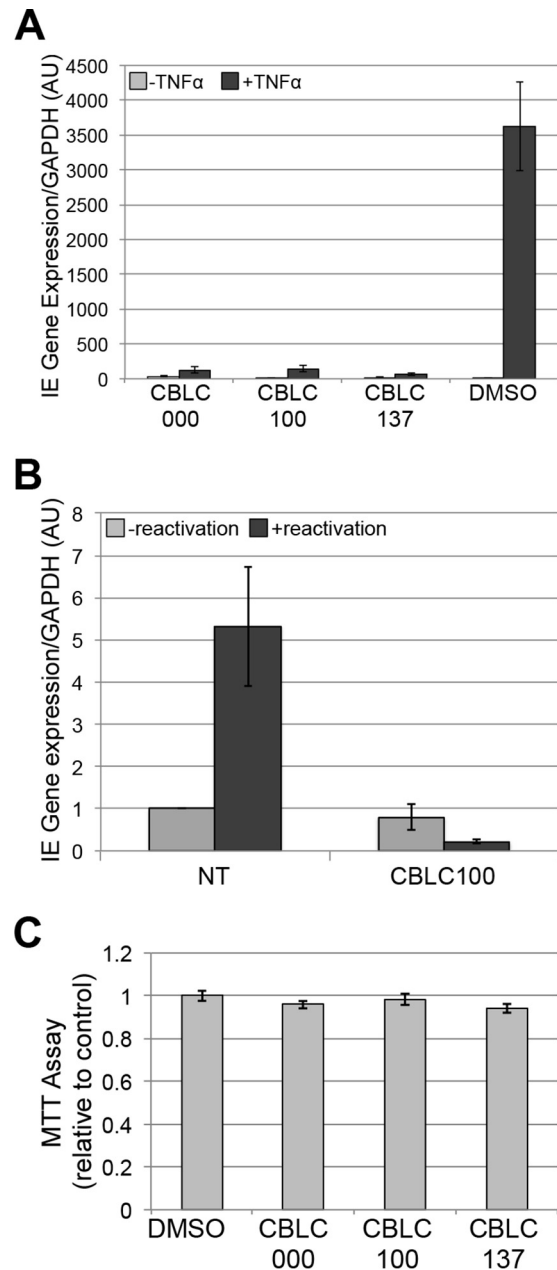 A
IE Gene Expression/GAPDH (AU)
4500
4000
3500
3000
2500
2000
1500
1000
500
0
-TNFα +TNFα
CBLC CBLC CBLC DMSO
000 100 137
B
IE Gene expression/GAPDH (AU)
8
7
6
5
4
3
2
1
0
-reactivation +reactivation
NT CBLC100
C
MTT Assay
(relative to control)
1.2
1
0.8
0.6
0.4
0.2
0
DMSO CBLC CBLC CBLC
000 100 137